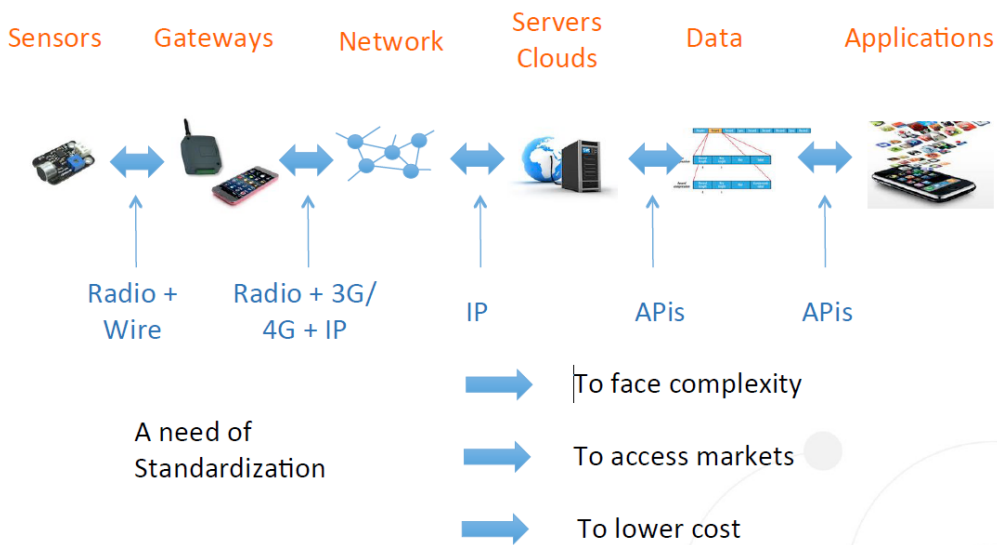 Sensors
Gateways
Network
Servers
Clouds
Data
Applications
Radio +
Wire
Radio + 3G/
4G + IP
IP
APis
APis
A need of
Standardization
To face complexity
To access markets
To lower cost